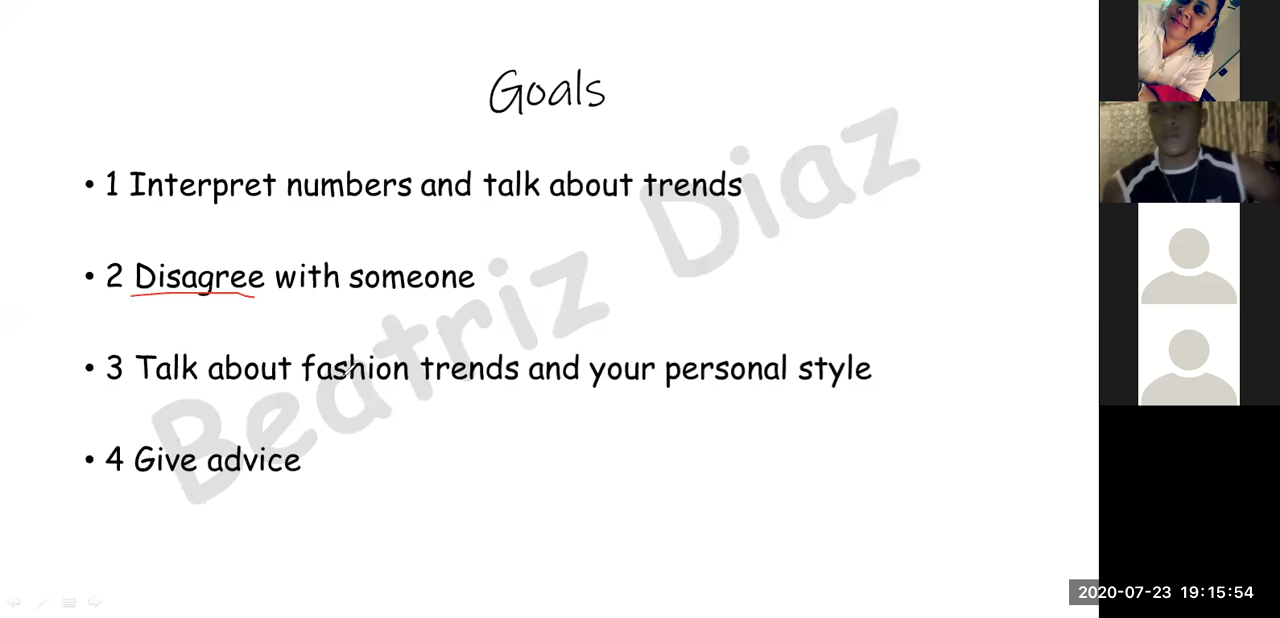 Goals
• 1 Interpret numbers and talk about trends
• 2 Disagree with someone
• 3 Talk about fashion trends and your personal style
• 4 Give advice
Beatriz Diaz
2020-07-23 19:15:54